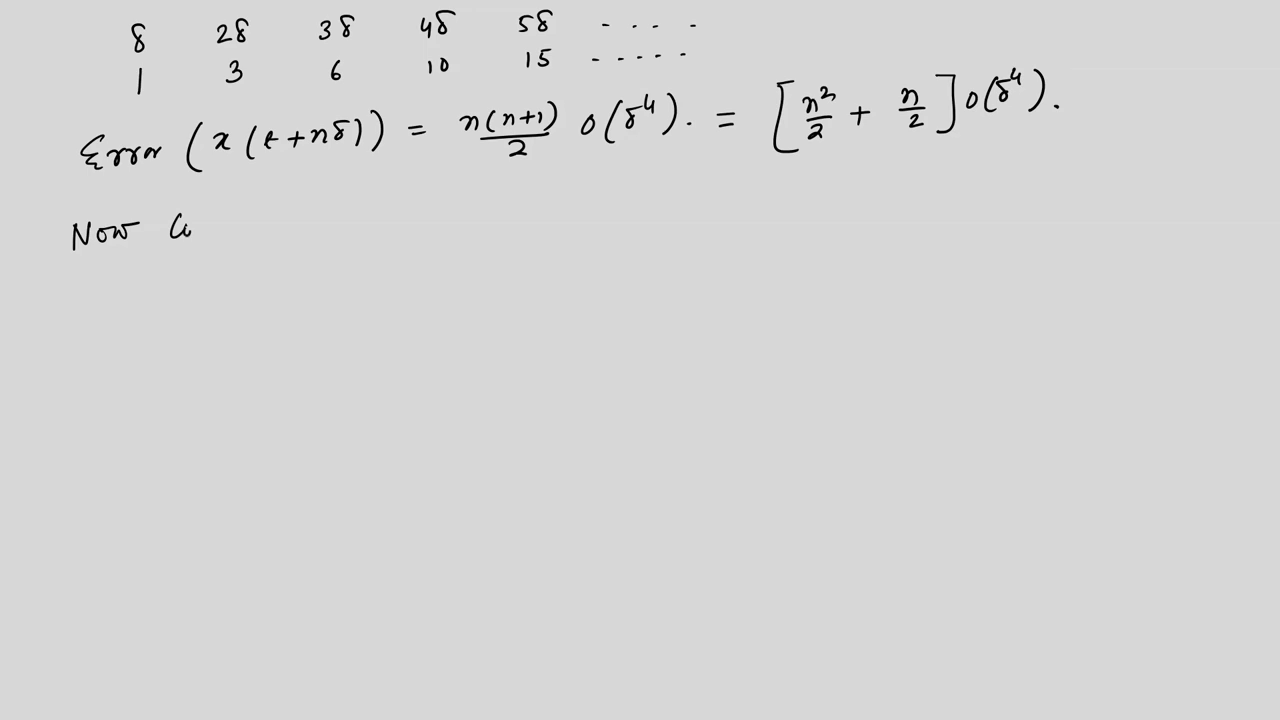 δ 2δ 3δ 4δ 5δ - - - -
1 3 6 10 15 - - - - -
Error (x(t+nδ)) = n(n+1)/2 O(δ⁴). = [n²/2 + n/2] O(δ⁴).
Now